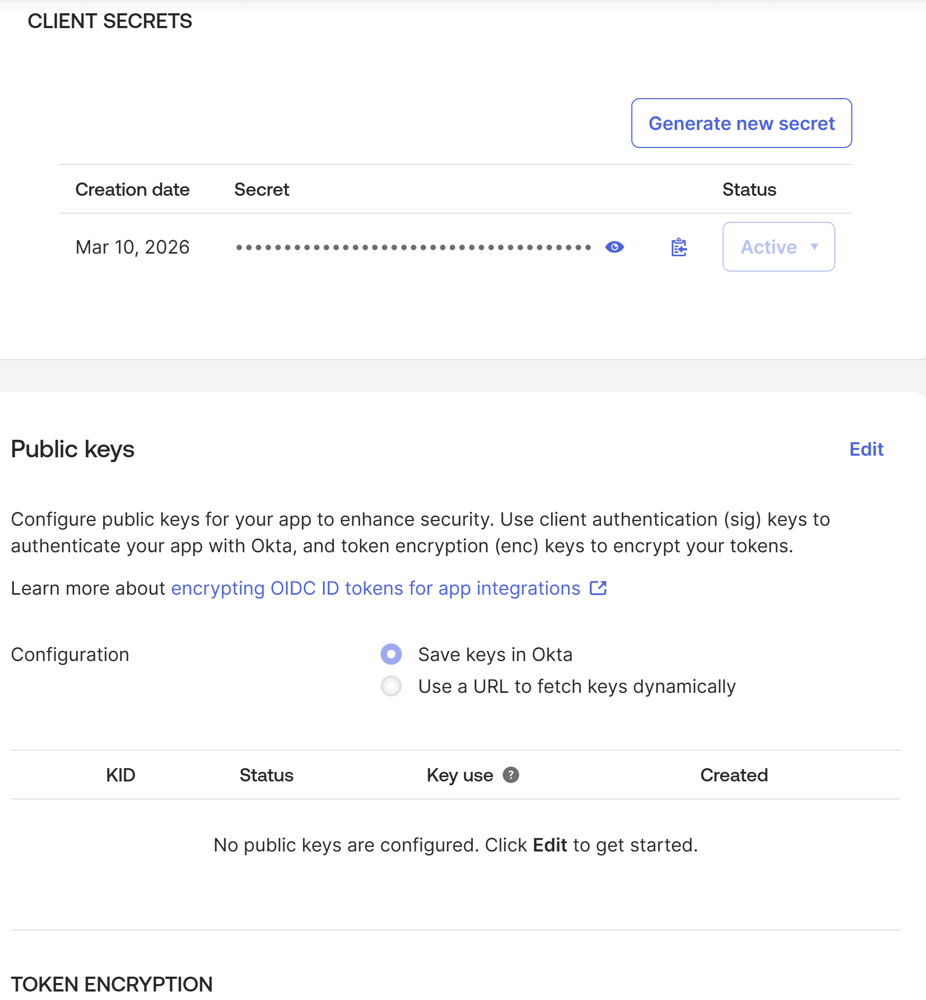 CLIENT SECRETS
Generate new secret
Creation date Secret Status
Mar 10, 2026 ••••••••••••••••••••••••••••••••••••• Active
Public keys
Edit
Configure public keys for your app to enhance security. Use client authentication (sig) keys to
authenticate your app with Okta, and token encryption (enc) keys to encrypt your tokens.
Learn more about encrypting OIDC ID tokens for app integrations
Configuration
Save keys in Okta
Use a URL to fetch keys dynamically
KID Status Key use ? Created
No public keys are configured. Click Edit to get started.
TOKEN ENCRYPTION